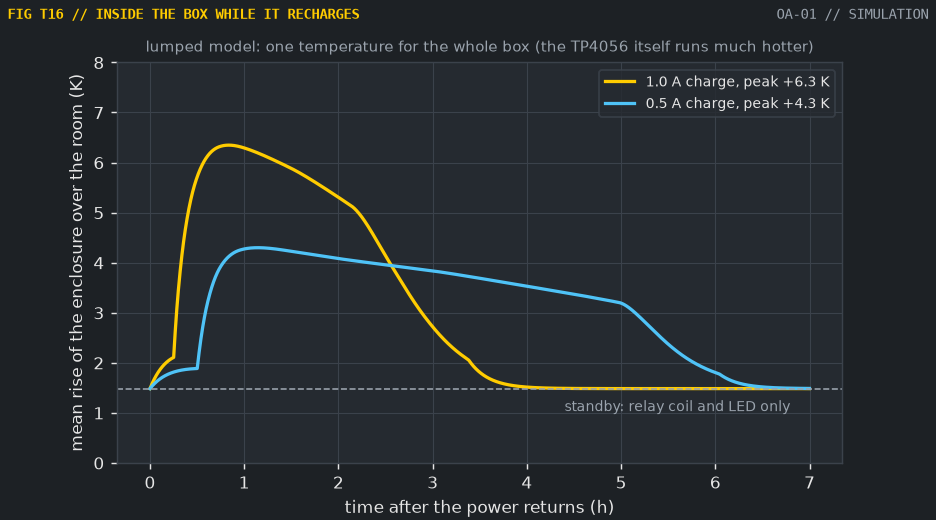 FIG T16 // INSIDE THE BOX WHILE IT RECHARGES
OA-01 // SIMULATION
lumped model: one temperature for the whole box (the TP4056 itself runs much hotter)
mean rise of the enclosure over the room (K)
8
7
6
5
4
3
2
1
0
1.0 A charge, peak +6.3 K
0.5 A charge, peak +4.3 K
standby: relay coil and LED only
0 1 2 3 4 5 6 7
time after the power returns (h)